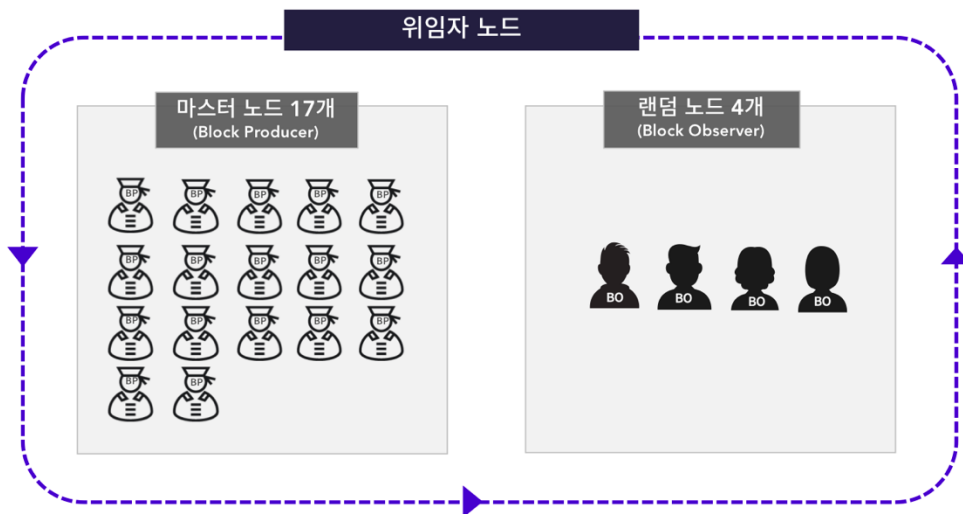 위임자 노드
마스터 노드 17개
(Block Producer)
랜덤 노드 4개
(Block Observer)
BP BP BP BP BP
BP BP BP BP BP
BP BP BP BP BP
BP BP
BO BO BO BO